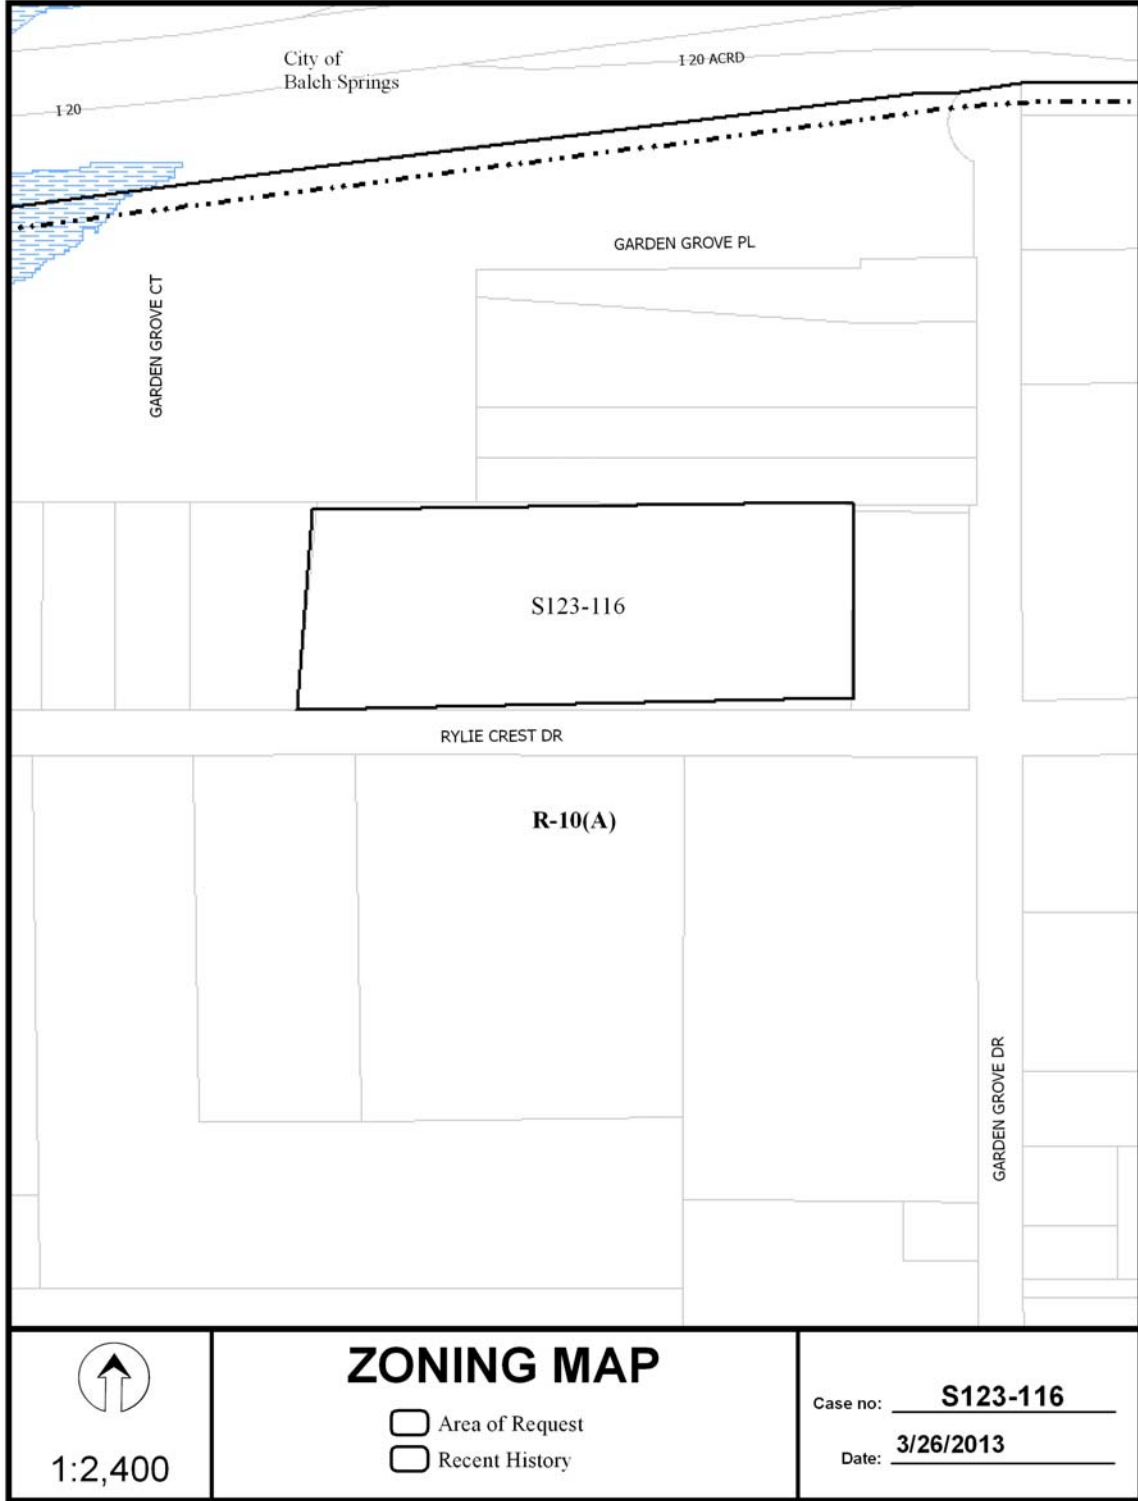 City of
Balch Springs
I 20 ACRD
I 20
GARDEN GROVE PL
GARDEN GROVE CT
S123-116
RYLIE CREST DR
R-10(A)
GARDEN GROVE DR
1:2,400
ZONING MAP
Area of Request
Recent History
Case no: S123-116
Date: 3/26/2013